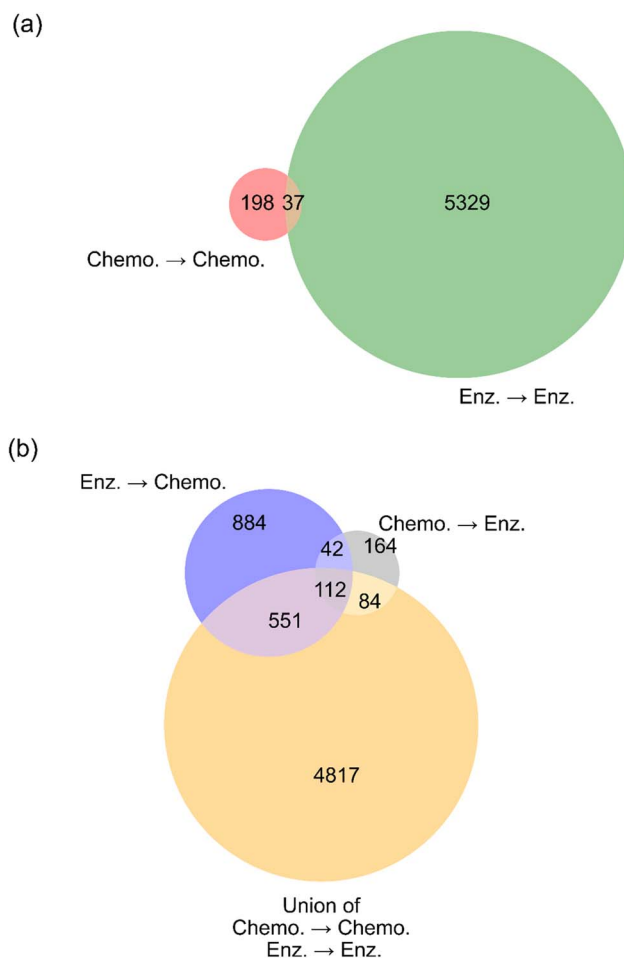 (a)
198 37 5329
Chemo. → Chemo.
Enz. → Enz.
(b)
Enz. → Chemo.
884
Chemo. → Enz.
42 164
112
84
551
4817
Union of
Chemo. → Chemo.
Enz. → Enz.